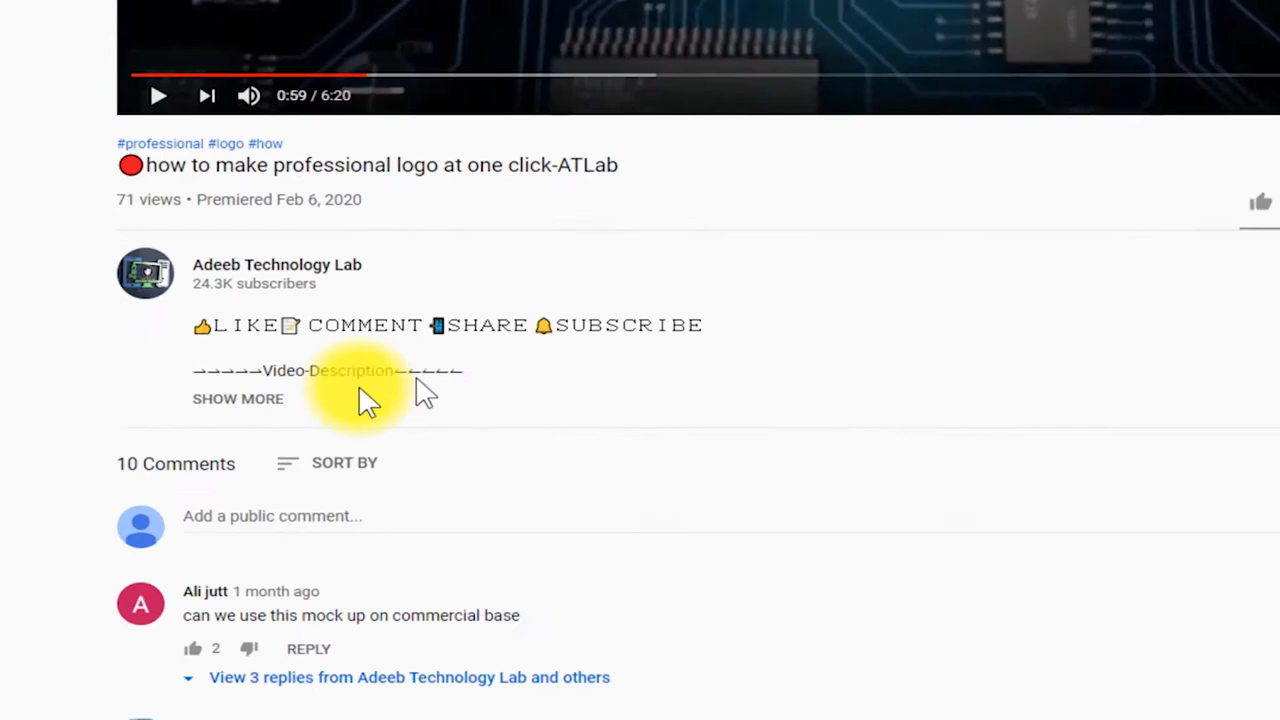 0:59 / 6:20
#professional #logo #how
🔴how to make professional logo at one click-ATLab
71 views • Premiered Feb 6, 2020
Adeeb Technology Lab
24.3K subscribers
👍LIKE📝 COMMENT 📲SHARE 🔔SUBSCRIBE
⇀⇀⇀⇀⇀Video-Description↼↼↼↼↼
SHOW MORE
10 Comments SORT BY
Add a public comment...
A
Ali jutt 1 month ago
can we use this mock up on commercial base
2 REPLY
View 3 replies from Adeeb Technology Lab and others